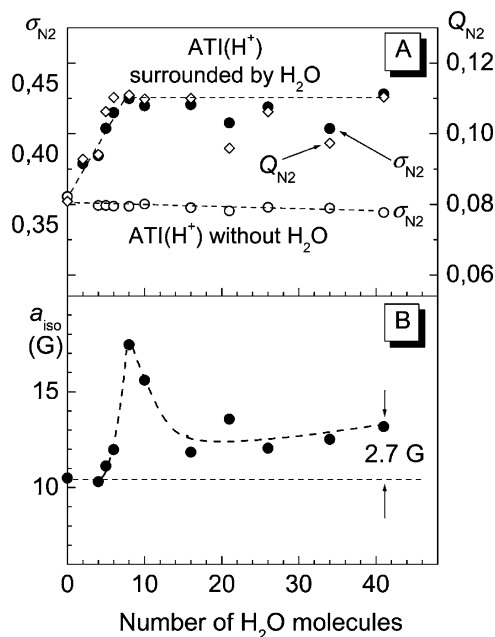 σN2
QN2
ATI(H+)
surrounded by H2O
A
0,45
0,12
0,40
0,10
QN2
σN2
0,35
σN2
0,08
ATI(H+) without H2O
0,06
aiso
(G)
B
15
2.7 G
10
0
10
20
30
40
Number of H2O molecules